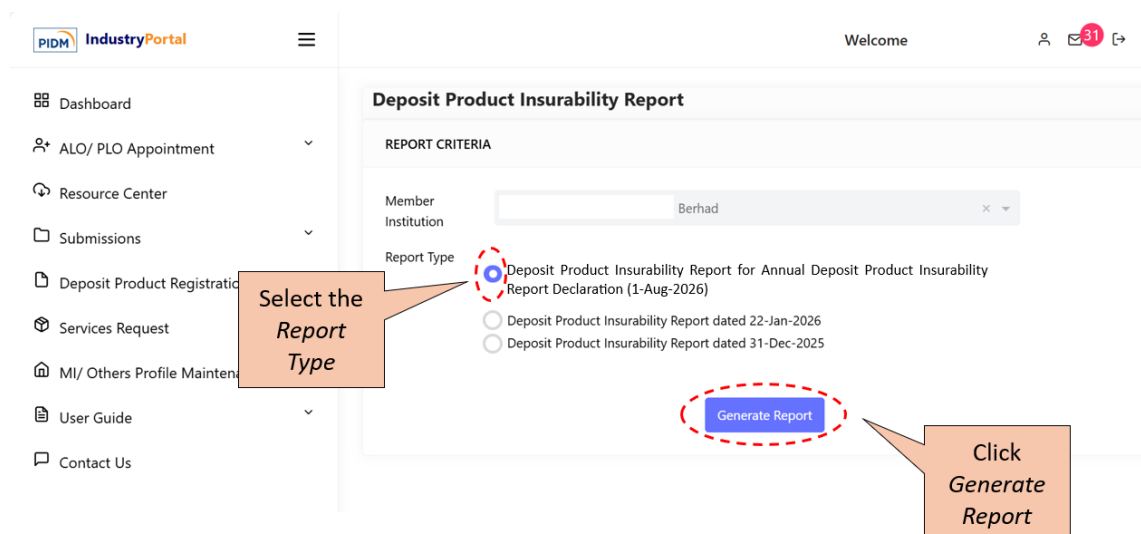 PIDM IndustryPortal
Welcome
31
Dashboard
ALO/ PLO Appointment
Resource Center
Submissions
Deposit Product Registratio
Services Request
MI/ Others Profile Maintena
User Guide
Contact Us
Deposit Product Insurability Report
REPORT CRITERIA
Member
Institution
Berhad
Report Type
Deposit Product Insurability Report for Annual Deposit Product Insurability
Report Declaration (1-Aug-2026)
Deposit Product Insurability Report dated 22-Jan-2026
Deposit Product Insurability Report dated 31-Dec-2025
Select the
Report
Type
Generate Report
Click
Generate
Report